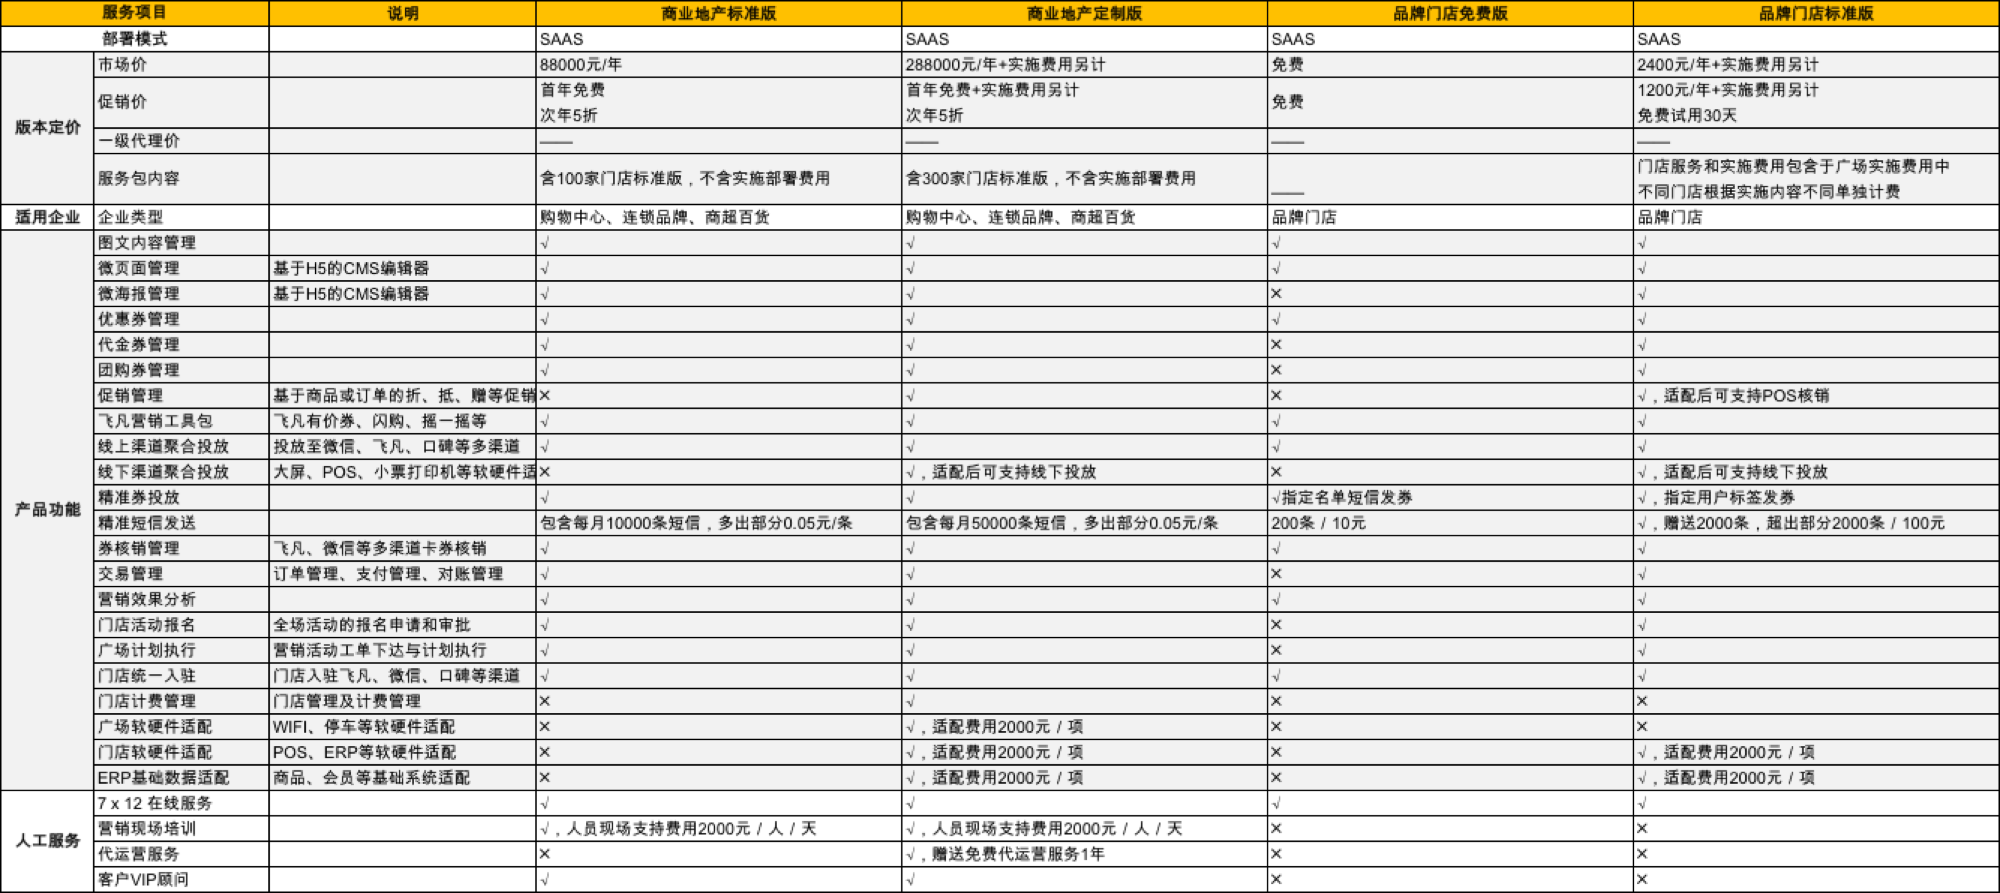 服务项目 说明 商业地产标准版 商业地产定制版 品牌门店免费版 品牌门店标准版
部署模式 SAAS SAAS SAAS SAAS
版本定价
市场价 88000元/年 288000元/年+实施费用另计 免费 2400元/年+实施费用另计
促销价 首年免费 首年免费+实施费用另计 免费 1200元/年+实施费用另计
次年5折 次年5折 免费试用30天
一级代理价 —— —— —— ——
服务包内容 含100家门店标准版，不含实施部署费用 含300家门店标准版，不含实施部署费用 —— 门店服务和实施费用包含于广场实施费用中
不同门店根据实施内容不同单独计费
适用企业 企业类型 购物中心、连锁品牌、商超百货 购物中心、连锁品牌、商超百货 品牌门店 品牌门店
产品功能
图文内容管理 √ √ √ √
微页面管理 基于H5的CMS编辑器 √ √ √ √
微海报管理 基于H5的CMS编辑器 √ √ × √
优惠券管理 √ √ √ √
代金券管理 √ √ × √
团购券管理 √ √ × √
促销管理 基于商品或订单的折、抵、赠等促销 × √ × √，适配后可支持POS核销
飞凡营销工具包 飞凡有价券、闪购、摇一摇等 √ √ √ √
线上渠道聚合投放 投放至微信、飞凡、口碑等多渠道 √ √ √ √
线下渠道聚合投放 大屏、POS、小票打印机等软硬件适 × √，适配后可支持线下投放 × √，适配后可支持线下投放
精准券投放 √ √ √指定名单短信发券 √，指定用户标签发券
精准短信发送 包含每月10000条短信，多出部分0.05元/条 包含每月50000条短信，多出部分0.05元/条 200条 / 10元 √，赠送2000条，超出部分2000条 / 100元
券核销管理 飞凡、微信等多渠道卡券核销 √ √ √ √
交易管理 订单管理、支付管理、对账管理 √ √ × √
营销效果分析 √ √ √ √
门店活动报名 全场活动的报名申请和审批 √ √ × √
广场计划执行 营销活动工单下达与计划执行 √ √ × √
门店统一入驻 门店入驻飞凡、微信、口碑等渠道 √ √ √ √
门店计费管理 门店管理及计费管理 × √ × ×
广场软硬件适配 WIFI、停车等软硬件适配 × √，适配费用2000元 / 项 × ×
门店软硬件适配 POS、ERP等软硬件适配 × √，适配费用2000元 / 项 × √，适配费用2000元 / 项
ERP基础数据适配 商品、会员等基础系统适配 × √，适配费用2000元 / 项 × √，适配费用2000元 / 项
人工服务
7 x 12 在线服务 √ √ √ √
营销现场培训 √，人员现场支持费用2000元 / 人 / 天 √，人员现场支持费用2000元 / 人 / 天 × ×
代运营服务 × √，赠送免费代运营服务1年 × ×
客户VIP顾问 √ √ × ×